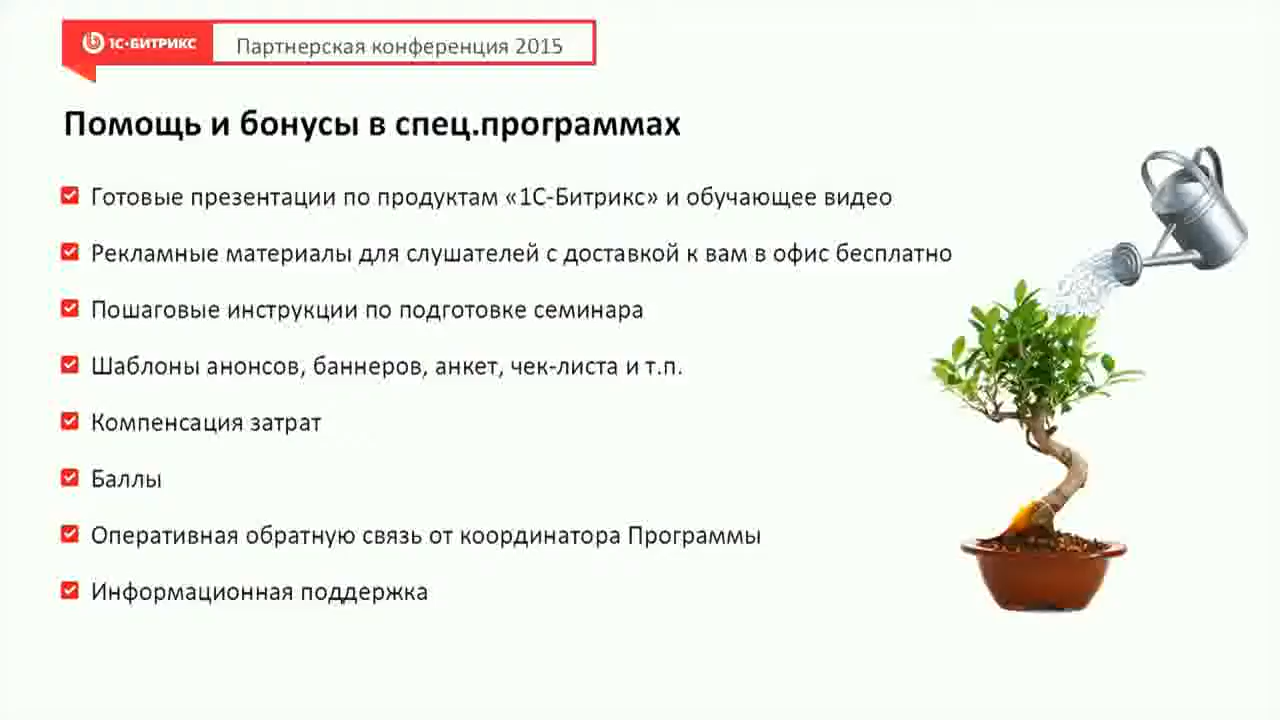 1С-БИТРИКС Партнерская конференция 2015
Помощь и бонусы в спец.программах
Готовые презентации по продуктам «1С-Битрикс» и обучающее видео
Рекламные материалы для слушателей с доставкой к вам в офис бесплатно
Пошаговые инструкции по подготовке семинара
Шаблоны анонсов, баннеров, анкет, чек-листа и т.п.
Компенсация затрат
Баллы
Оперативная обратную связь от координатора Программы
Информационная поддержка